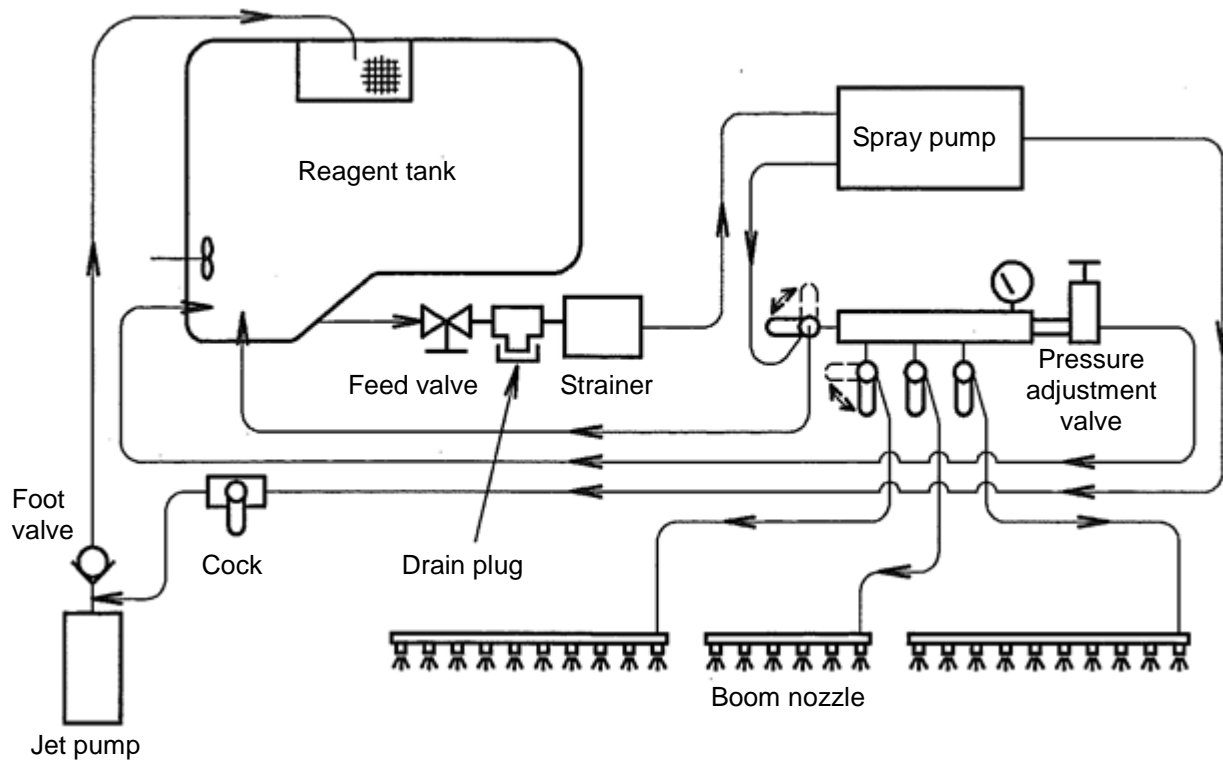 Reagent tank
Spray pump
Feed valve
Strainer
Pressure
adjustment
valve
Foot
valve
Cock
Drain plug
Boom nozzle
Jet pump